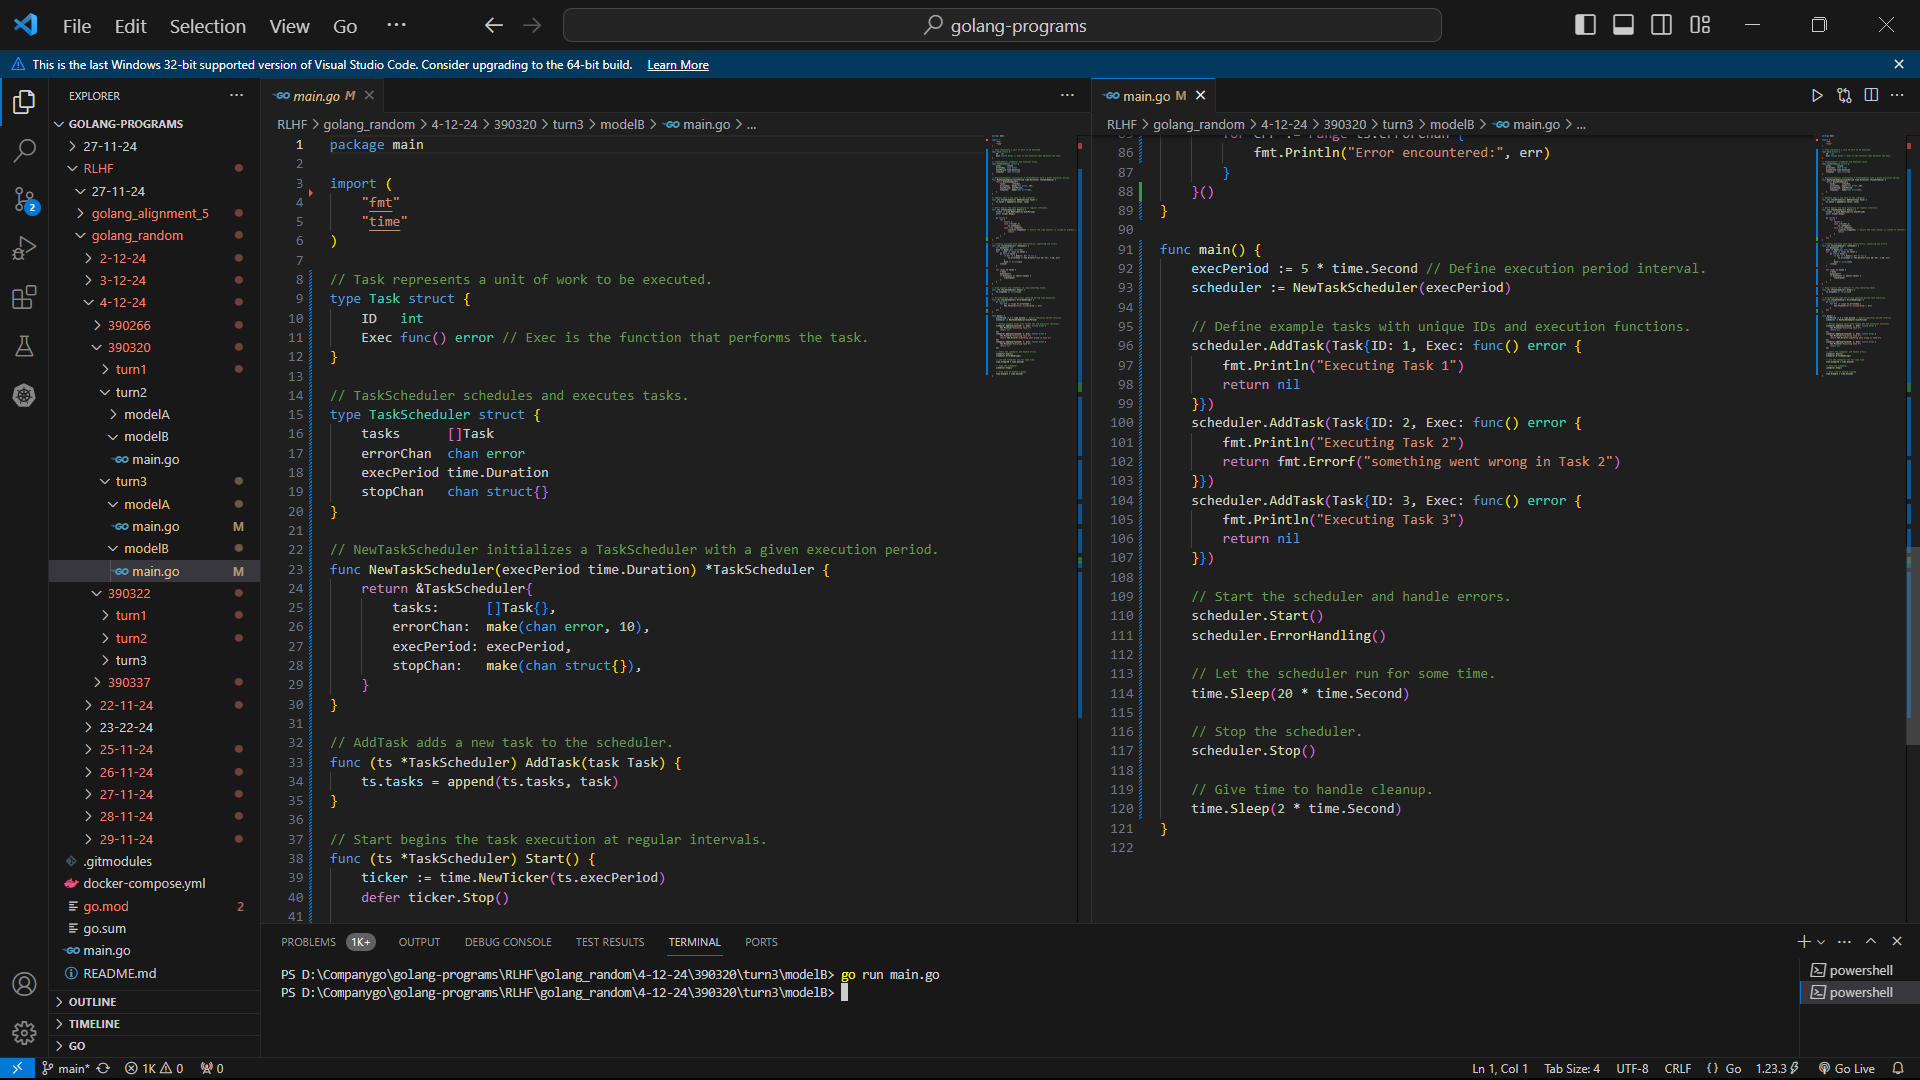 File Edit Selection View Go ···
golang-programs
This is the last Windows 32-bit supported version of Visual Studio Code. Consider upgrading to the 64-bit build. Learn More
EXPLORER
GOLANG-PROGRAMS
27-11-24
RLHF
27-11-24
golang_alignment_5
golang_random
2-12-24
3-12-24
4-12-24
390266
390320
turn1
turn2
modelA
modelB
main.go
turn3
modelA
main.go M
modelB
main.go M
390322
turn1
turn2
turn3
390337
22-11-24
23-22-24
25-11-24
26-11-24
27-11-24
28-11-24
29-11-24
.gitmodules
docker-compose.yml
go.mod 2
go.sum
main.go
README.md
OUTLINE
TIMELINE
GO
2
main.go M
RLHF > golang_random > 4-12-24 > 390320 > turn3 > modelB > main.go > ...
1 package main
2
3 import (
4 "fmt"
5 "time"
6 )
7
8 // Task represents a unit of work to be executed.
9 type Task struct {
10 ID int
11 Exec func() error // Exec is the function that performs the task.
12 }
13
14 // TaskScheduler schedules and executes tasks.
15 type TaskScheduler struct {
16 tasks []Task
17 errorChan chan error
18 execPeriod time.Duration
19 stopChan chan struct{}
20 }
21
22 // NewTaskScheduler initializes a TaskScheduler with a given execution period.
23 func NewTaskScheduler(execPeriod time.Duration) *TaskScheduler {
24 return &TaskScheduler{
25 tasks: []Task{},
26 errorChan: make(chan error, 10),
27 execPeriod: execPeriod,
28 stopChan: make(chan struct{}),
29 }
30 }
31
32 // AddTask adds a new task to the scheduler.
33 func (ts *TaskScheduler) AddTask(task Task) {
34 ts.tasks = append(ts.tasks, task)
35 }
36
37 // Start begins the task execution at regular intervals.
38 func (ts *TaskScheduler) Start() {
39 ticker := time.NewTicker(ts.execPeriod)
40 defer ticker.Stop()
41
main.go M
RLHF > golang_random > 4-12-24 > 390320 > turn3 > modelB > main.go > ...
86 fmt.Println("Error encountered:", err)
87 }
88 }()
89 }
90
91 func main() {
92 execPeriod := 5 * time.Second // Define execution period interval.
93 scheduler := NewTaskScheduler(execPeriod)
94
95 // Define example tasks with unique IDs and execution functions.
96 scheduler.AddTask(Task{ID: 1, Exec: func() error {
97 fmt.Println("Executing Task 1")
98 return nil
99 }})
100 scheduler.AddTask(Task{ID: 2, Exec: func() error {
101 fmt.Println("Executing Task 2")
102 return fmt.Errorf("something went wrong in Task 2")
103 }})
104 scheduler.AddTask(Task{ID: 3, Exec: func() error {
105 fmt.Println("Executing Task 3")
106 return nil
107 }})
108
109 // Start the scheduler and handle errors.
110 scheduler.Start()
111 scheduler.ErrorHandling()
112
113 // Let the scheduler run for some time.
114 time.Sleep(20 * time.Second)
115
116 // Stop the scheduler.
117 scheduler.Stop()
118
119 // Give time to handle cleanup.
120 time.Sleep(2 * time.Second)
121 }
122
PROBLEMS 1K+ OUTPUT DEBUG CONSOLE TEST RESULTS TERMINAL PORTS
PS D:\Companygo\golang-programs\RLHF\golang_random\4-12-24\390320\turn3\modelB> go run main.go
PS D:\Companygo\golang-programs\RLHF\golang_random\4-12-24\390320\turn3\modelB>
powershell
powershell
main* 1K 0 0 Ln 1, Col 1 Tab Size: 4 UTF-8 CRLF {} Go 1.23.3 Go Live